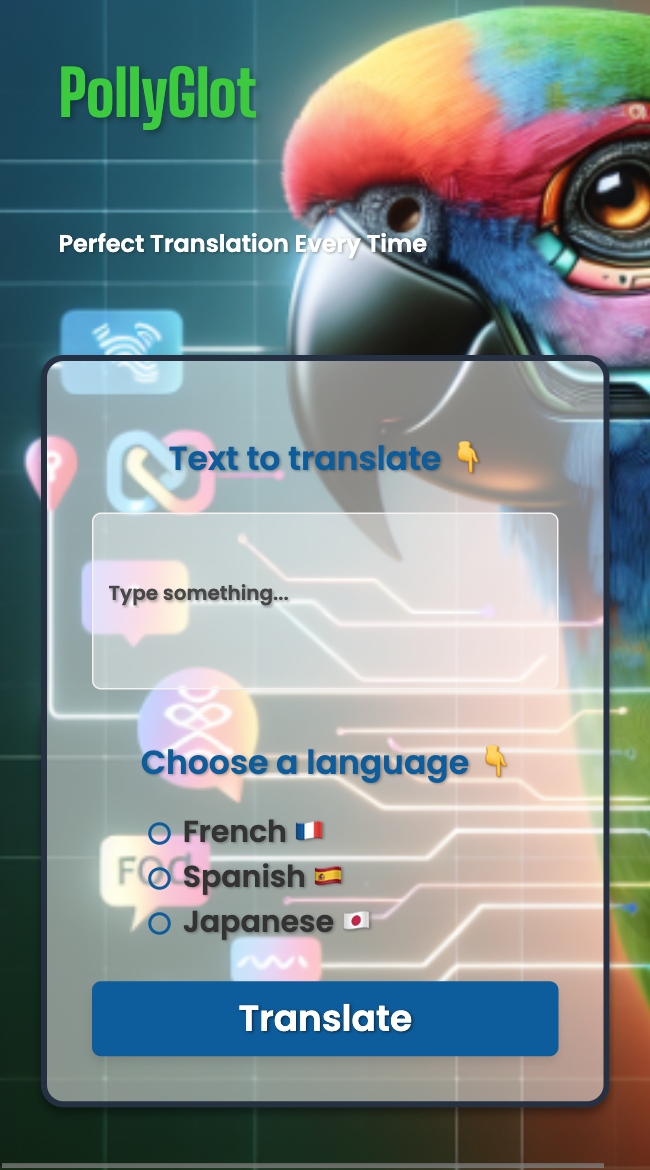 PollyGlot
Perfect Translation Every Time
Text to translate 👇
Type something...
Choose a language 👇
French 🇫🇷
Spanish 🇪🇸
Japanese 🇯🇵
Translate